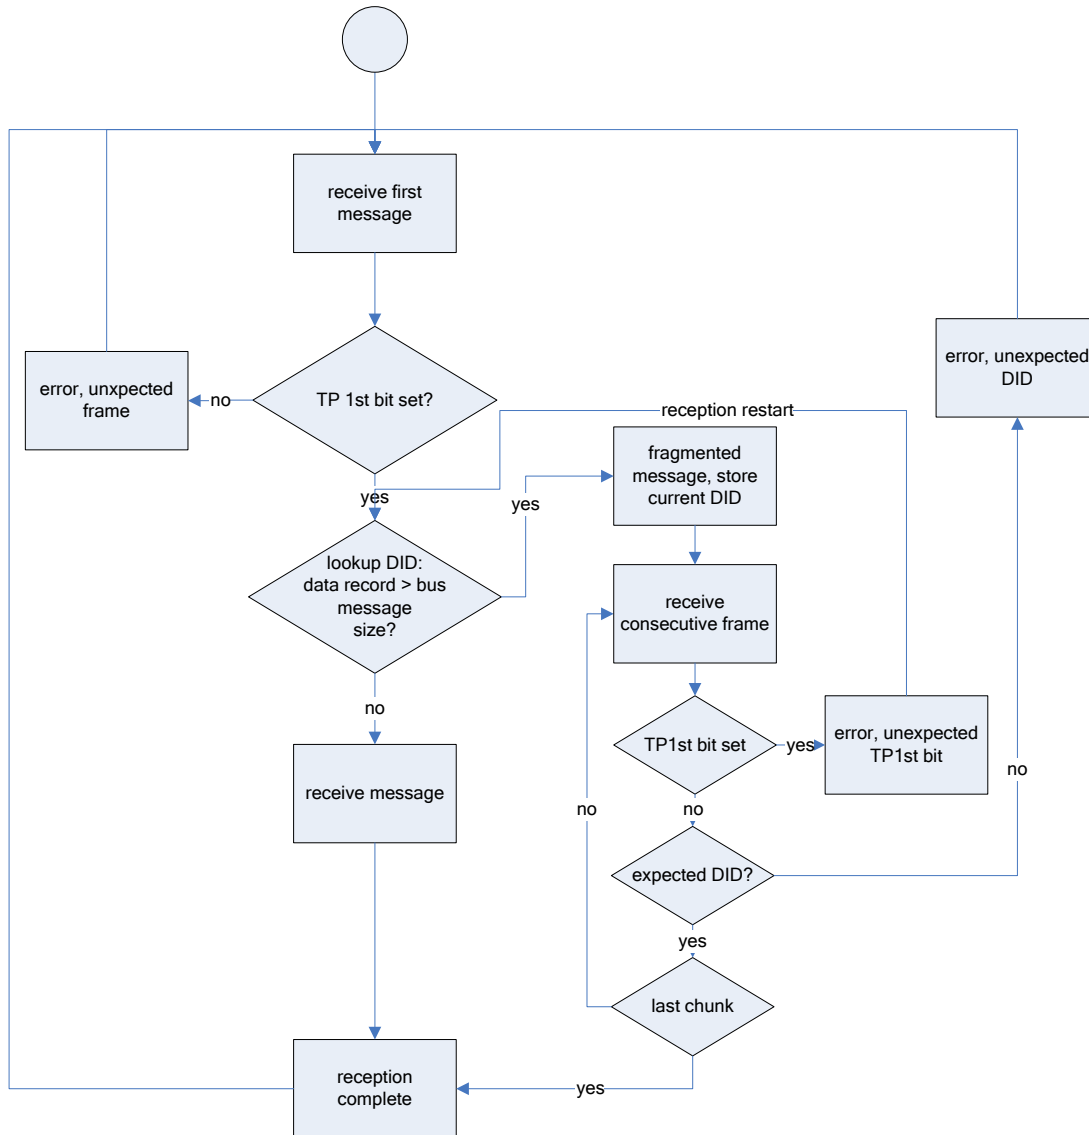 receive first
message
error, unxpected
frame
no
TP 1st bit set?
error, unexpected
DID
reception restart
yes
fragmented
message, store
current DID
yes
lookup DID:
data record > bus
message
size?
receive
consecutive frame
no
TP1st bit set
yes
error, unexpected
TP1st bit
no
receive message
no
no
expected DID?
yes
last chunk
reception
complete
yes